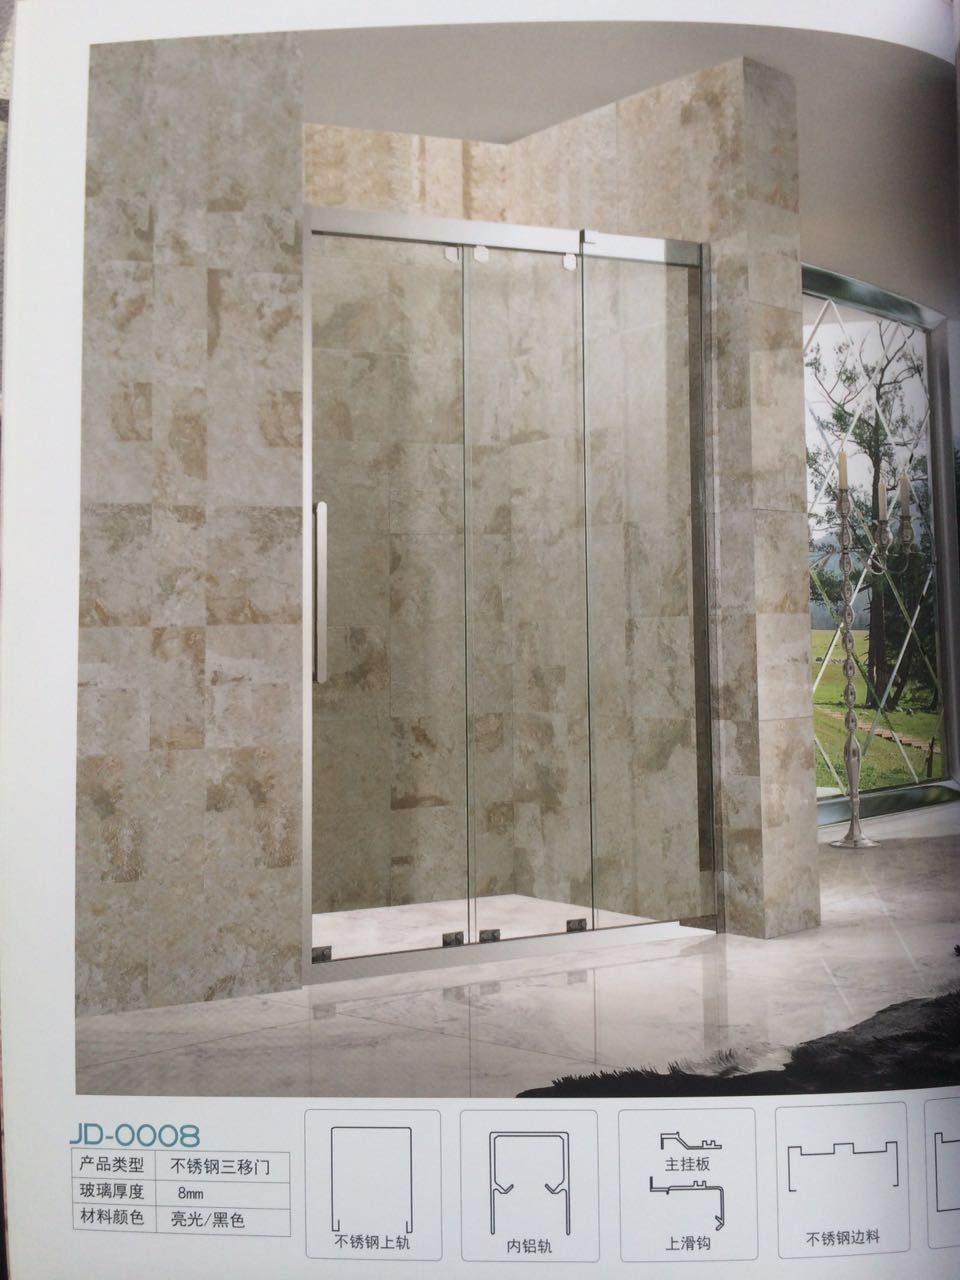 JD-0008
产品类型 不锈钢三移门
玻璃厚度 8mm
材料颜色 亮光/黑色
不锈钢上轨
内铝轨
主挂板
上滑钩
不锈钢边料